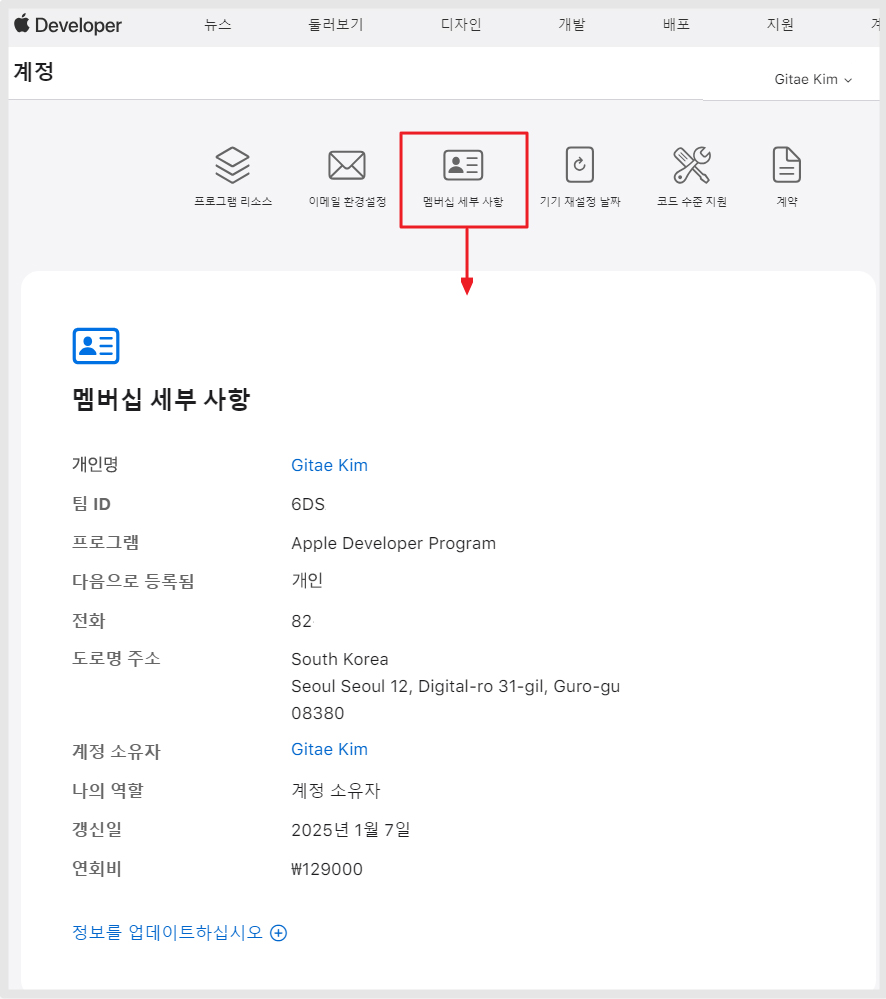 Developer 뉴스 둘러보기 디자인 개발 배포 지원
계정
Gitae Kim
프로그램 리소스 이메일 환경설정 멤버십 세부 사항 기기 재설정 날짜 코드 수준 지원 계약
멤버십 세부 사항
개인명 Gitae Kim
팀 ID 6DS
프로그램 Apple Developer Program
다음으로 등록됨 개인
전화 82
도로명 주소 South Korea
Seoul Seoul 12, Digital-ro 31-gil, Guro-gu
08380
계정 소유자 Gitae Kim
나의 역할 계정 소유자
갱신일 2025년 1월 7일
연회비 ₩129000
정보를 업데이트하십시오